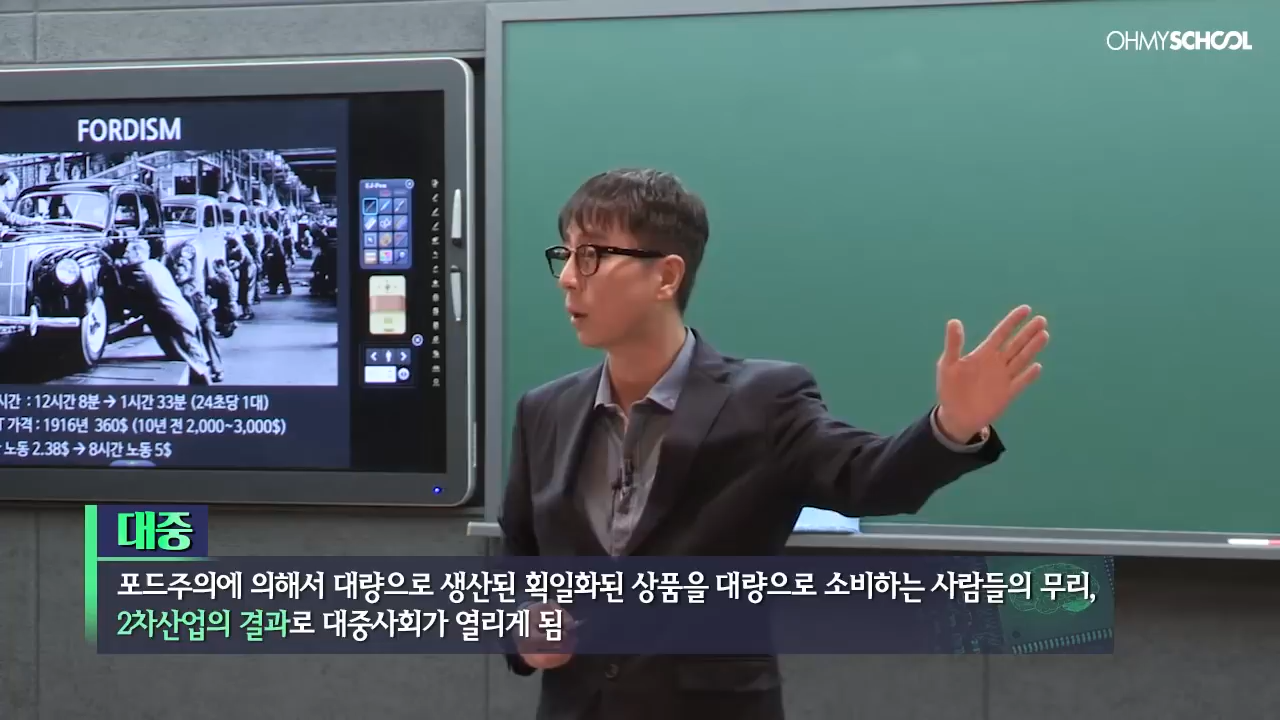 OHMYSCHOOL
FORDISM
EJ-Pen
시간 : 12시간 8분 → 1시간 33분 (24초당 1대)
T 가격 : 1916년 360$ (10년 전 2,000~3,000$)
노동 2.38$ → 8시간 노동 5$
대중
포드주의에 의해서 대량으로 생산된 획일화된 상품을 대량으로 소비하는 사람들의 무리,
2차산업의 결과로 대중사회가 열리게 됨